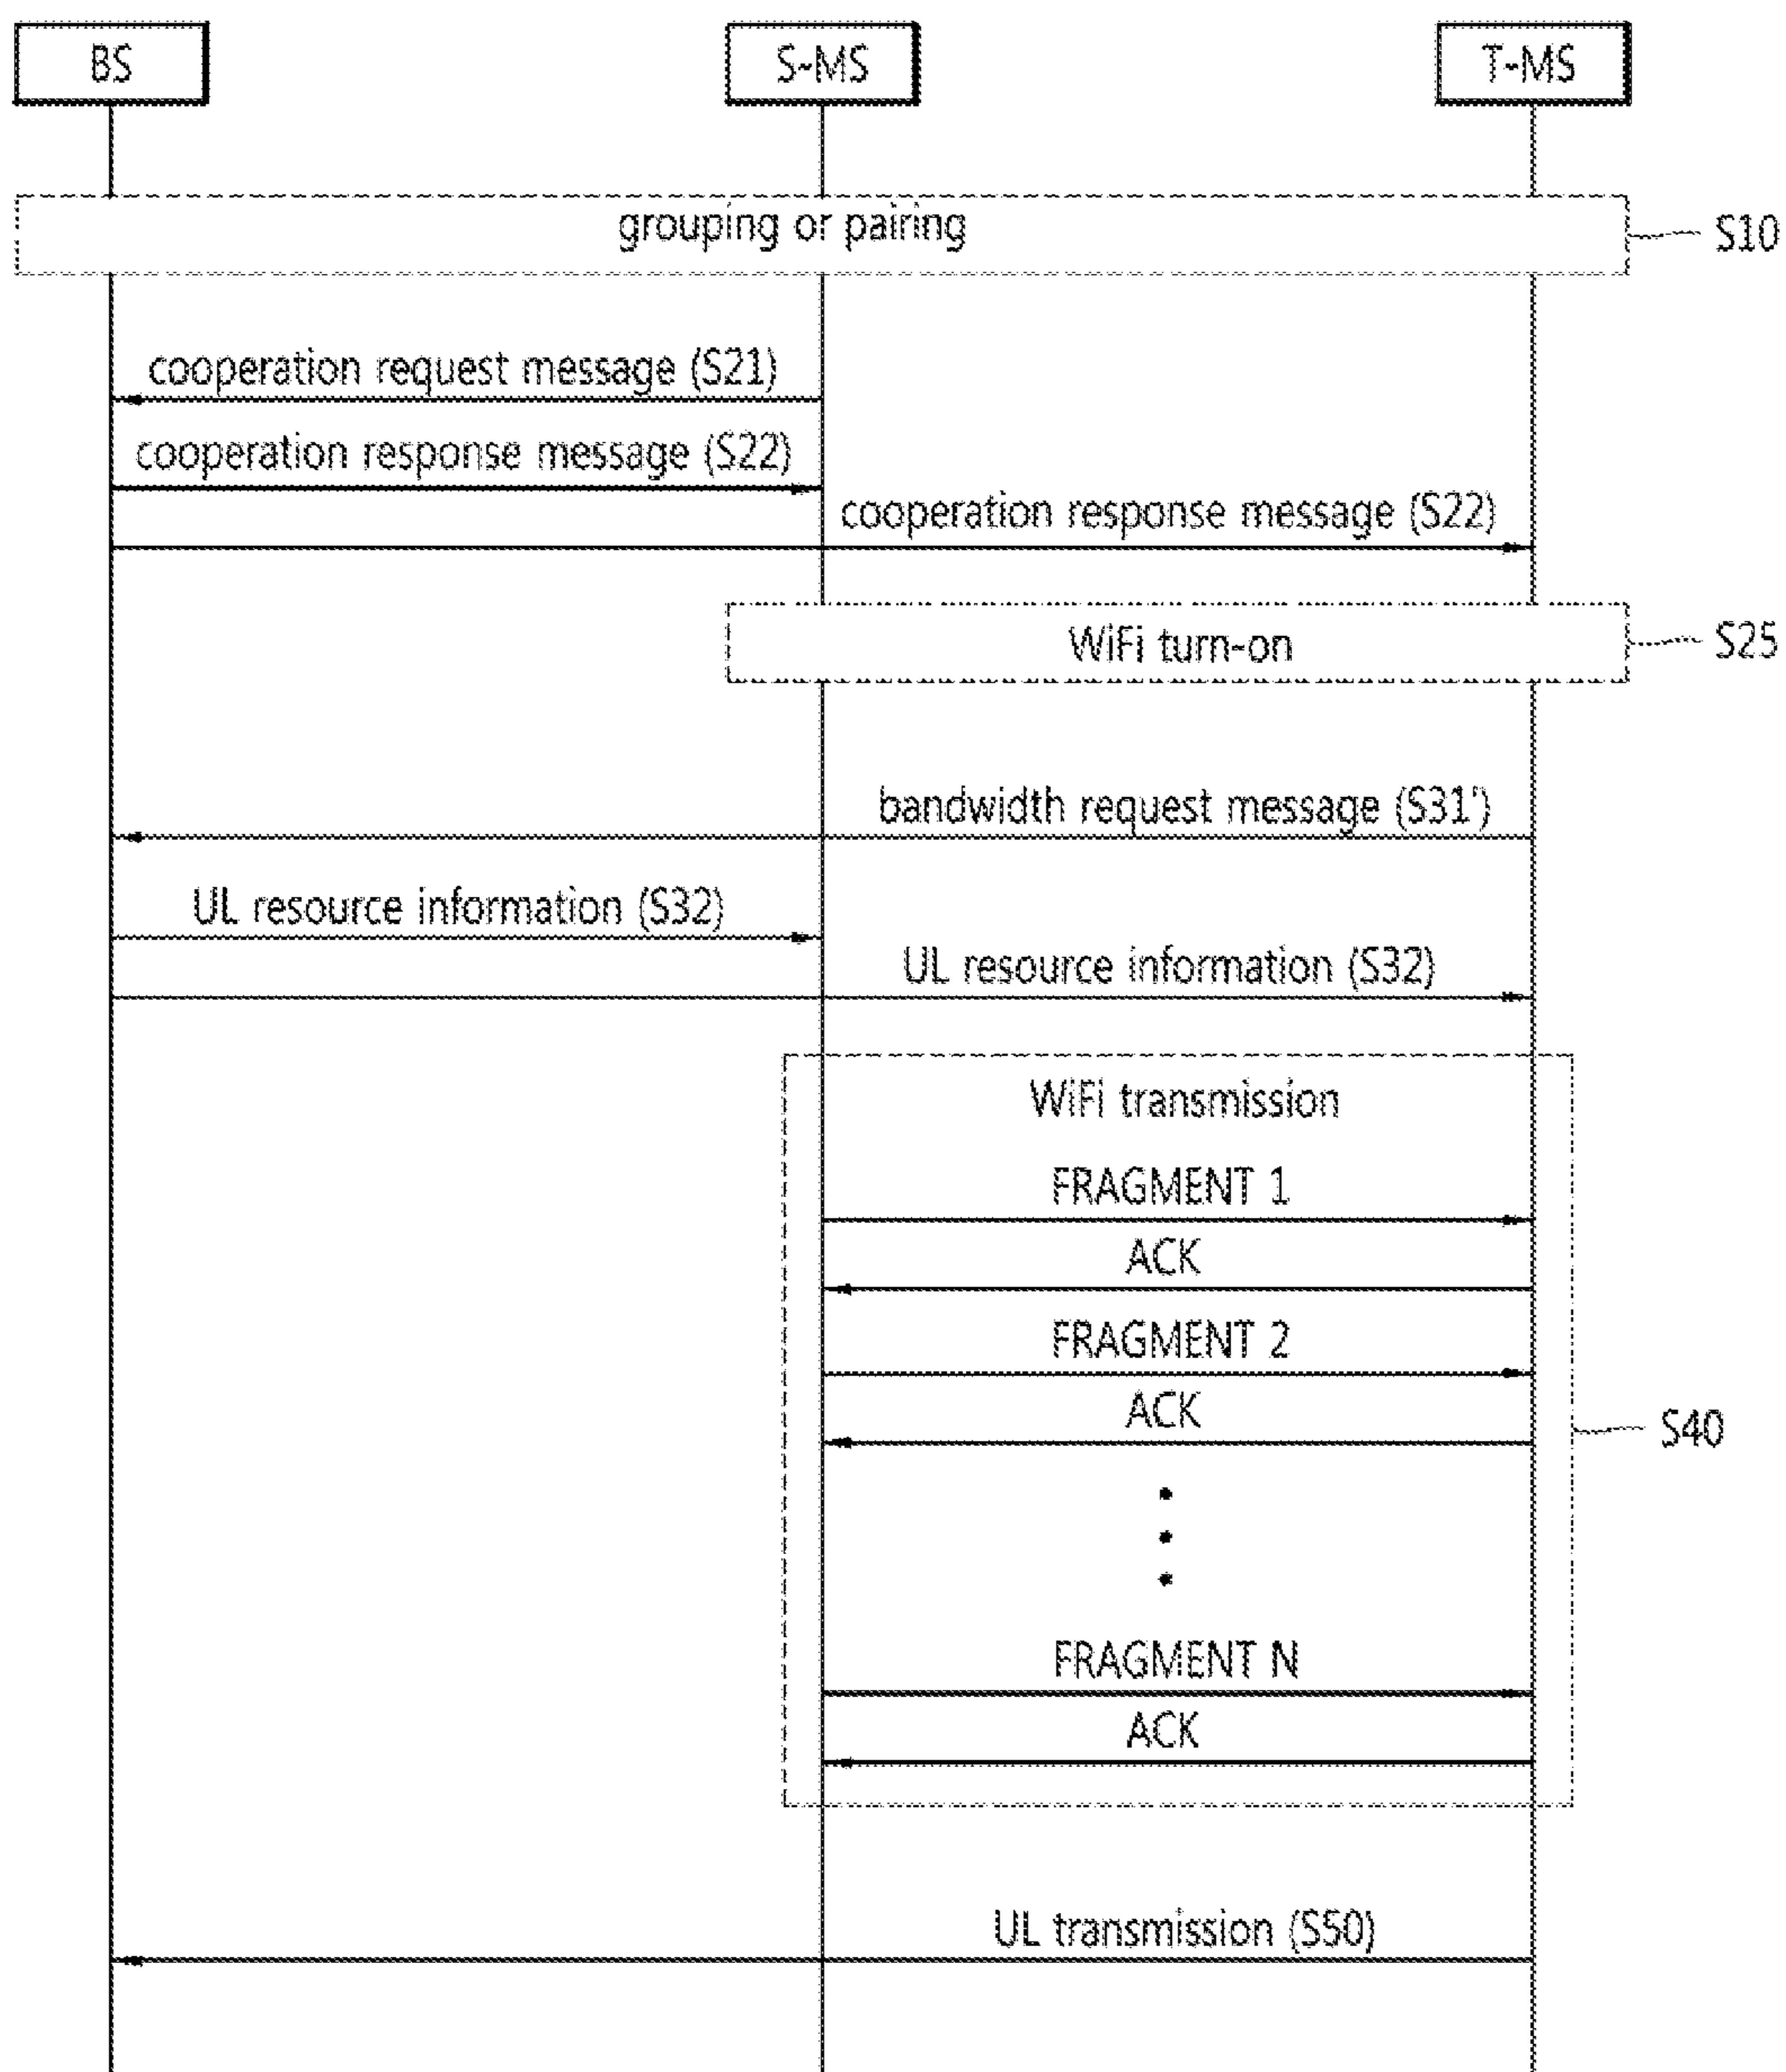 BS
S-MS
T-MS
grouping or pairing
S10
cooperation request message (S21)
cooperation response message (S22)
cooperation response message (S22)
WiFi turn-on
S25
bandwidth request message (S31')
UL resource information (S32)
UL resource information (S32)
WiFi transmission
FRAGMENT 1
ACK
FRAGMENT 2
ACK
S40
FRAGMENT N
ACK
UL transmission (S50)